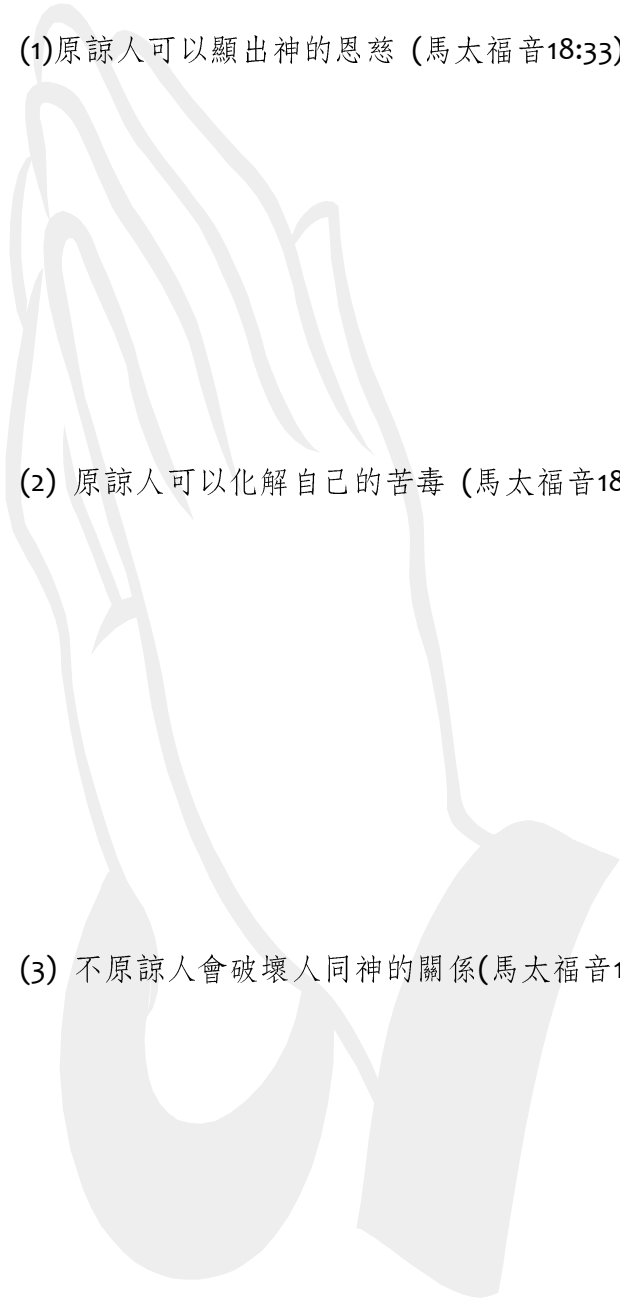 (1)原諒人可以顯出神的恩慈 (馬太福音18:33)
(2) 原諒人可以化解自己的苦毒 (馬太福音18
(3) 不原諒人會破壞人同神的關係(馬太福音1